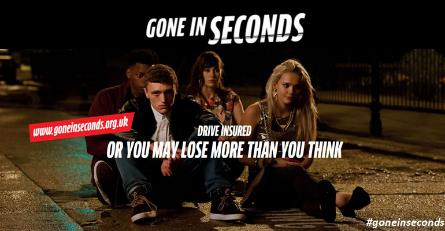 GONE IN SECONDS
www.goneinseconds.org.uk
DRIVE INSURED
OR YOU MAY LOSE MORE THAN YOU THINK
#goneinseconds